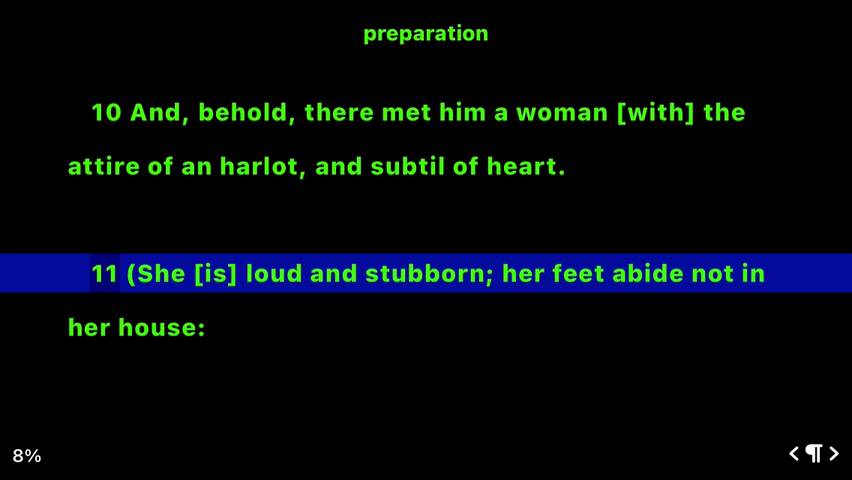 preparation
10 And, behold, there met him a woman [with] the
attire of an harlot, and subtil of heart.
11 (She [is] loud and stubborn; her feet abide not in
her house:
8%
<¶>